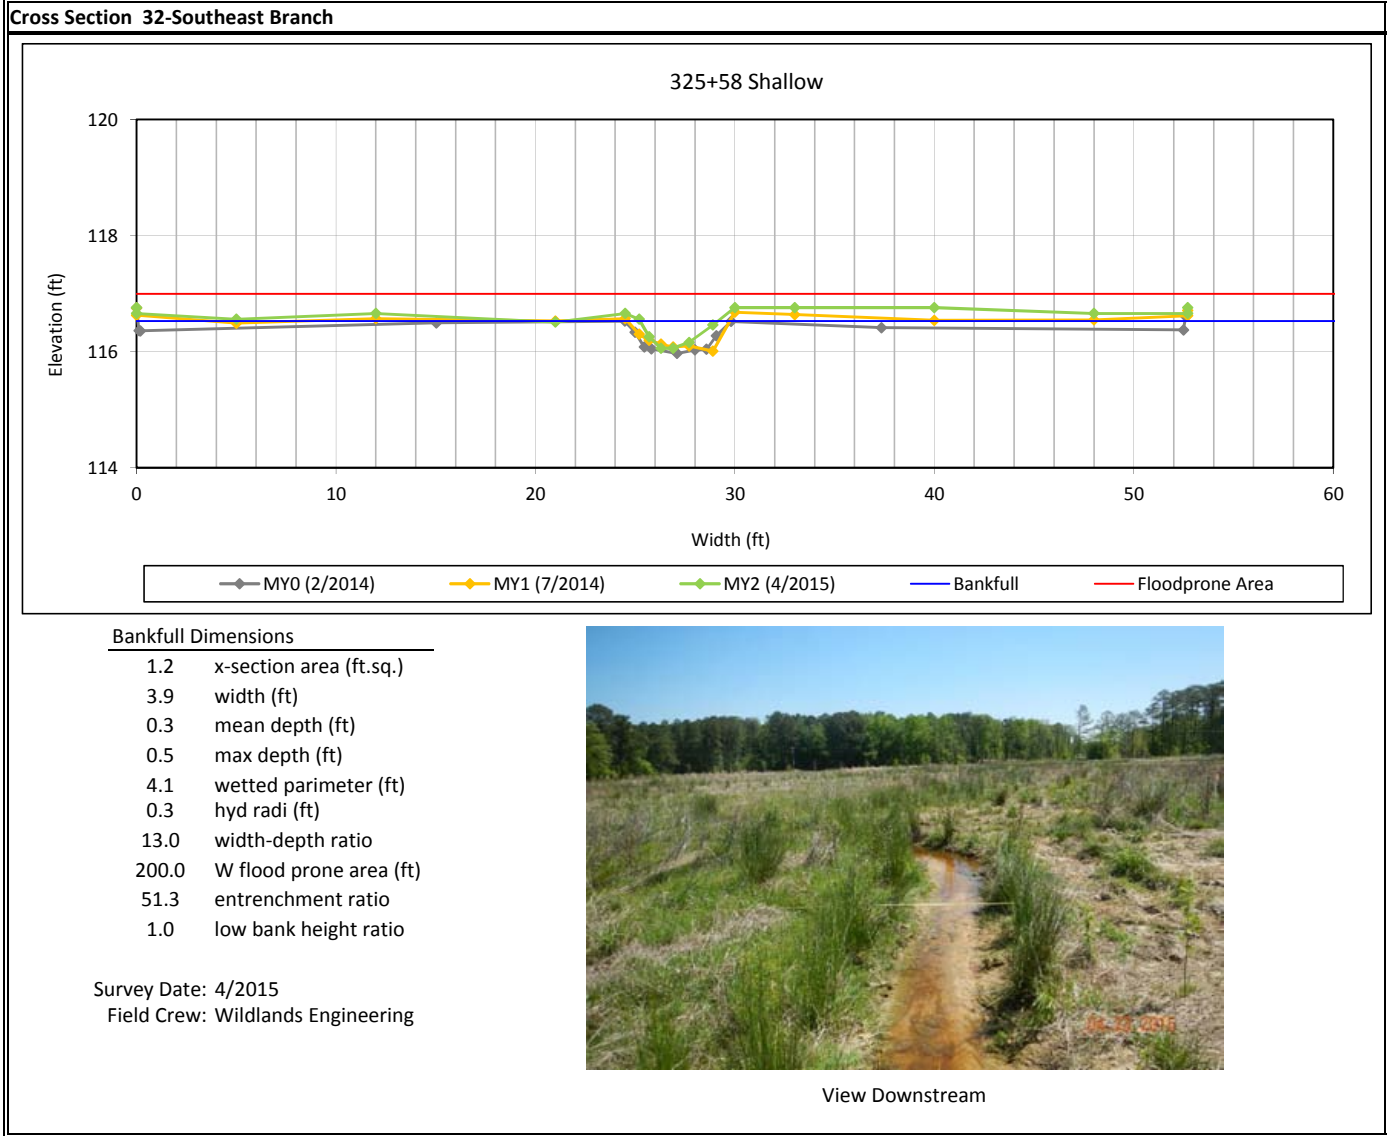 Cross Section 32-Southeast Branch
325+58 Shallow
120
118
116
114
Elevation (ft)
0 10 20 30 40 50 60
Width (ft)
MY0 (2/2014) MY1 (7/2014) MY2 (4/2015) Bankfull Floodprone Area
Bankfull Dimensions
1.2 x-section area (ft.sq.)
3.9 width (ft)
0.3 mean depth (ft)
0.5 max depth (ft)
4.1 wetted parimeter (ft)
0.3 hyd radi (ft)
13.0 width-depth ratio
200.0 W flood prone area (ft)
51.3 entrenchment ratio
1.0 low bank height ratio
Survey Date: 4/2015
Field Crew: Wildlands Engineering
View Downstream